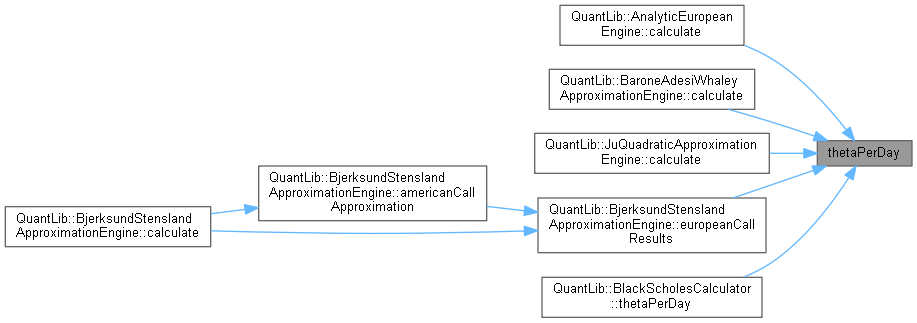 QuantLib::AnalyticEuropean
Engine::calculate
QuantLib::BaroneAdesiWhaley
ApproximationEngine::calculate
QuantLib::JuQuadraticApproximation
Engine::calculate
thetaPerDay
QuantLib::BjerksundStensland
ApproximationEngine::americanCall
Approximation
QuantLib::BjerksundStensland
ApproximationEngine::calculate
QuantLib::BjerksundStensland
ApproximationEngine::europeanCall
Results
QuantLib::BlackScholesCalculator
::thetaPerDay